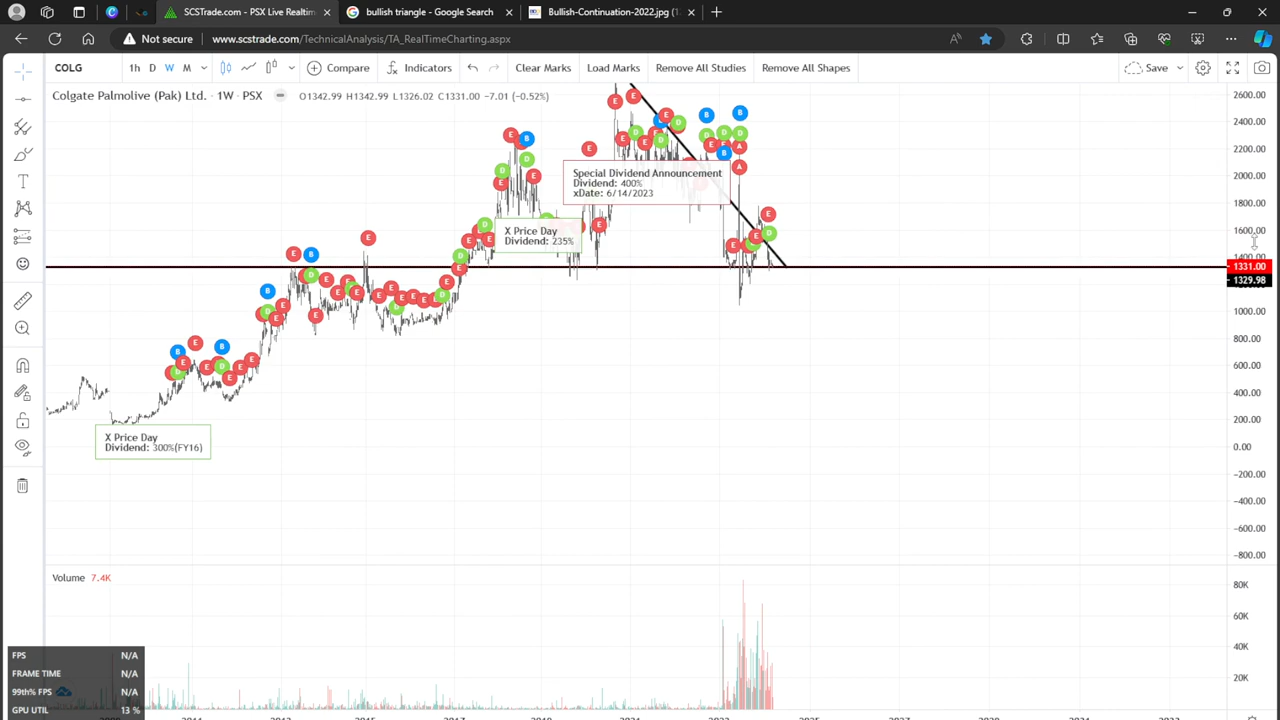 SCSTrade.com - PSX Live Realtim
bullish triangle - Google Search
Bullish-Continuation-2022.jpg (1
Not secure
www.scstrade.com/TechnicalAnalysis/TA_RealTimeCharting.aspx
COLG
1h D W M
Compare
Indicators
Clear Marks
Load Marks
Remove All Studies
Remove All Shapes
Save
Colgate Palmolive (Pak) Ltd. · 1W · PSX
O1342.99 H1342.99 L1326.02 C1331.00 -7.01 (-0.52%)
2600.00
2400.00
2200.00
2000.00
1800.00
1600.00
1400.00
1331.00
1329.98
1000.00
800.00
600.00
400.00
200.00
0.00
-200.00
-400.00
-600.00
-800.00
Special Dividend Announcement
Dividend: 400%
xDate: 6/14/2023
X Price Day
Dividend: 235%
X Price Day
Dividend: 300%(FY16)
Volume 7.4K
80K
60K
40K
20K
FPS N/A
FRAME TIME N/A
99th% FPS N/A
GPU UTIL 13 %